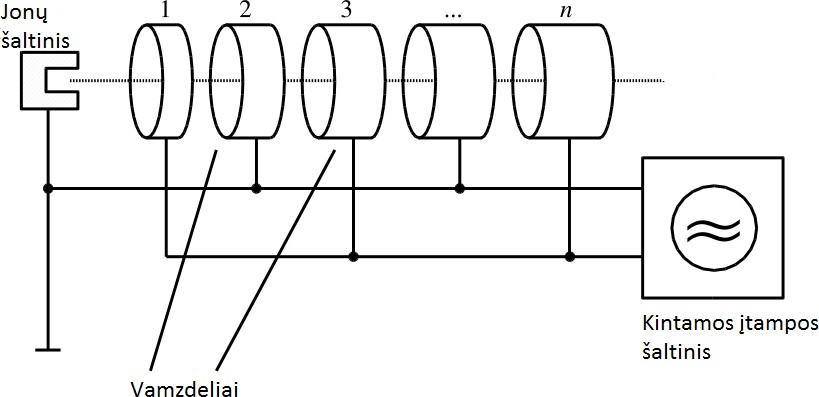 Jonų
šaltinis
1 2 3 ... n
Kintamos įtampos
šaltinis
Vamzdeliai